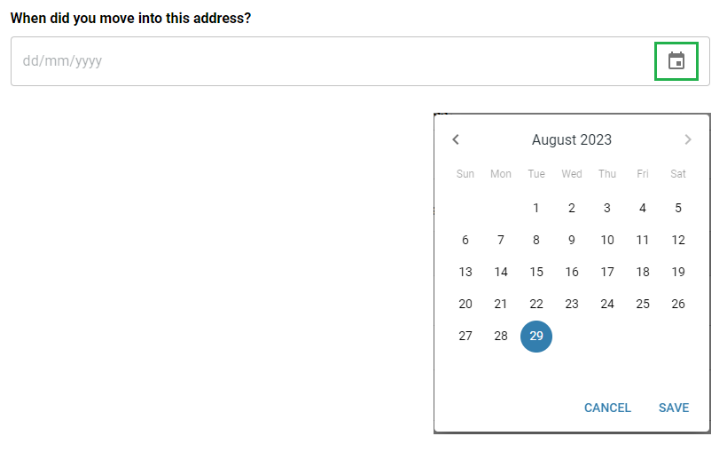 When did you move into this address?
dd/mm/yyyy
August 2023
Sun Mon Tue Wed Thu Fri Sat
1 2 3 4 5
6 7 8 9 10 11 12
13 14 15 16 17 18 19
20 21 22 23 24 25 26
27 28 29
CANCEL SAVE